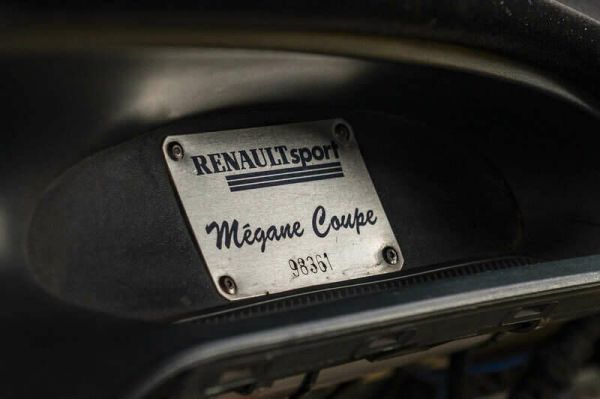 RENAULTsport
Mégane Coupe
98361